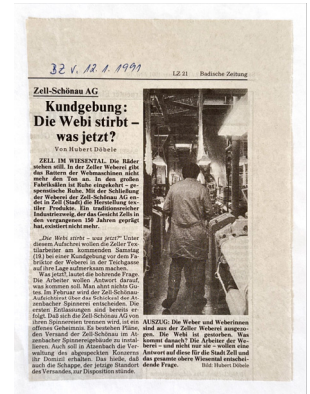 BZ v. 12.1.1991
LZ 21 Badische Zeitung
Zell-Schönau AG
Kundgebung:
Die Webi stirbt –
was jetzt?
Von Hubert Döbele
ZELL IM WIESENTAL. Die Räder
stehen still. In der Zeller Weberei gibt
das Rattern der Webmaschinen nicht
mehr den Ton an. In den großen
Fabriksälen ist Ruhe eingekehrt – ge-
spenstische Ruhe. Mit der Schließung
der Weberei der Zell-Schönau AG en-
det in Zell (Stadt) die Herstellung tex-
tiler Produkte. Ein traditionsreicher
Industriezweig, der das Gesicht Zells in
den vergangenen 150 Jahren geprägt
hat, existiert nicht mehr.
„Die Webi stirbt – was jetzt?" Unter
diesem Aufschrei wollen die Zeller Tex-
tilarbeiter am kommenden Samstag
(19.) bei einer Kundgebung vor dem Fa-
briktor der Weberei in der Teichgasse
auf ihre Lage aufmerksam machen.
Was jetzt?, lautet die bohrende Frage.
Die Arbeiter wollen Antwort darauf,
was kommen soll. Man ahnt nichts Gu-
tes. Im Februar wird der Zell-Schönau-
Aufsichtsrat über das Schicksal der At-
zenbacher Spinnerei entscheiden. Die
ersten Entlassungen sind bereits er-
folgt. Daß sich die Zell-Schönau AG von
ihren Spinnereien trennen wird, ist ein
offenes Geheimnis. Es bestehen Pläne,
den Versand der Zell-Schönau im At-
zenbacher Spinnereigebäude zu instal-
lieren. Auch soll in Atzenbach die Ver-
waltung des abgespeckten Konzerns
ihr Domizil erhalten. Das hieße, daß
auch die Schappe, der jetzige Standort
des Versandes, zur Disposition stünde.
AUSZUG: Die Weber und Weberinnen
sind aus der Zeller Weberei ausgezo-
gen. Die Webi ist gestorben. Was
kommt danach? Die Arbeiter der We-
berei – und nicht nur sie – wollen eine
Antwort auf diese für die Stadt Zell und
das gesamte obere Wiesental entschei-
dende Frage. Bild: Hubert Döbele